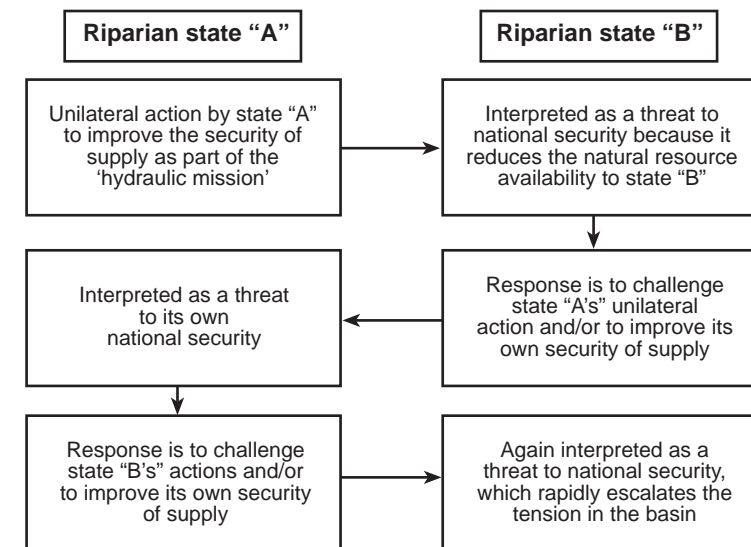 Riparian state “A”
Riparian state “B”
Unilateral action by state “A”
to improve the security of
supply as part of the
‘hydraulic mission’
Interpreted as a threat to
national security because it
reduces the natural resource
availability to state “B”
Response is to challenge
state “A’s” unilateral
action and/or to improve its
own security of supply
Interpreted as a threat
to its own
national security
Response is to challenge
state “B’s” actions and/or
to improve its own security
of supply
Again interpreted as a
threat to national security,
which rapidly escalates the
tension in the basin